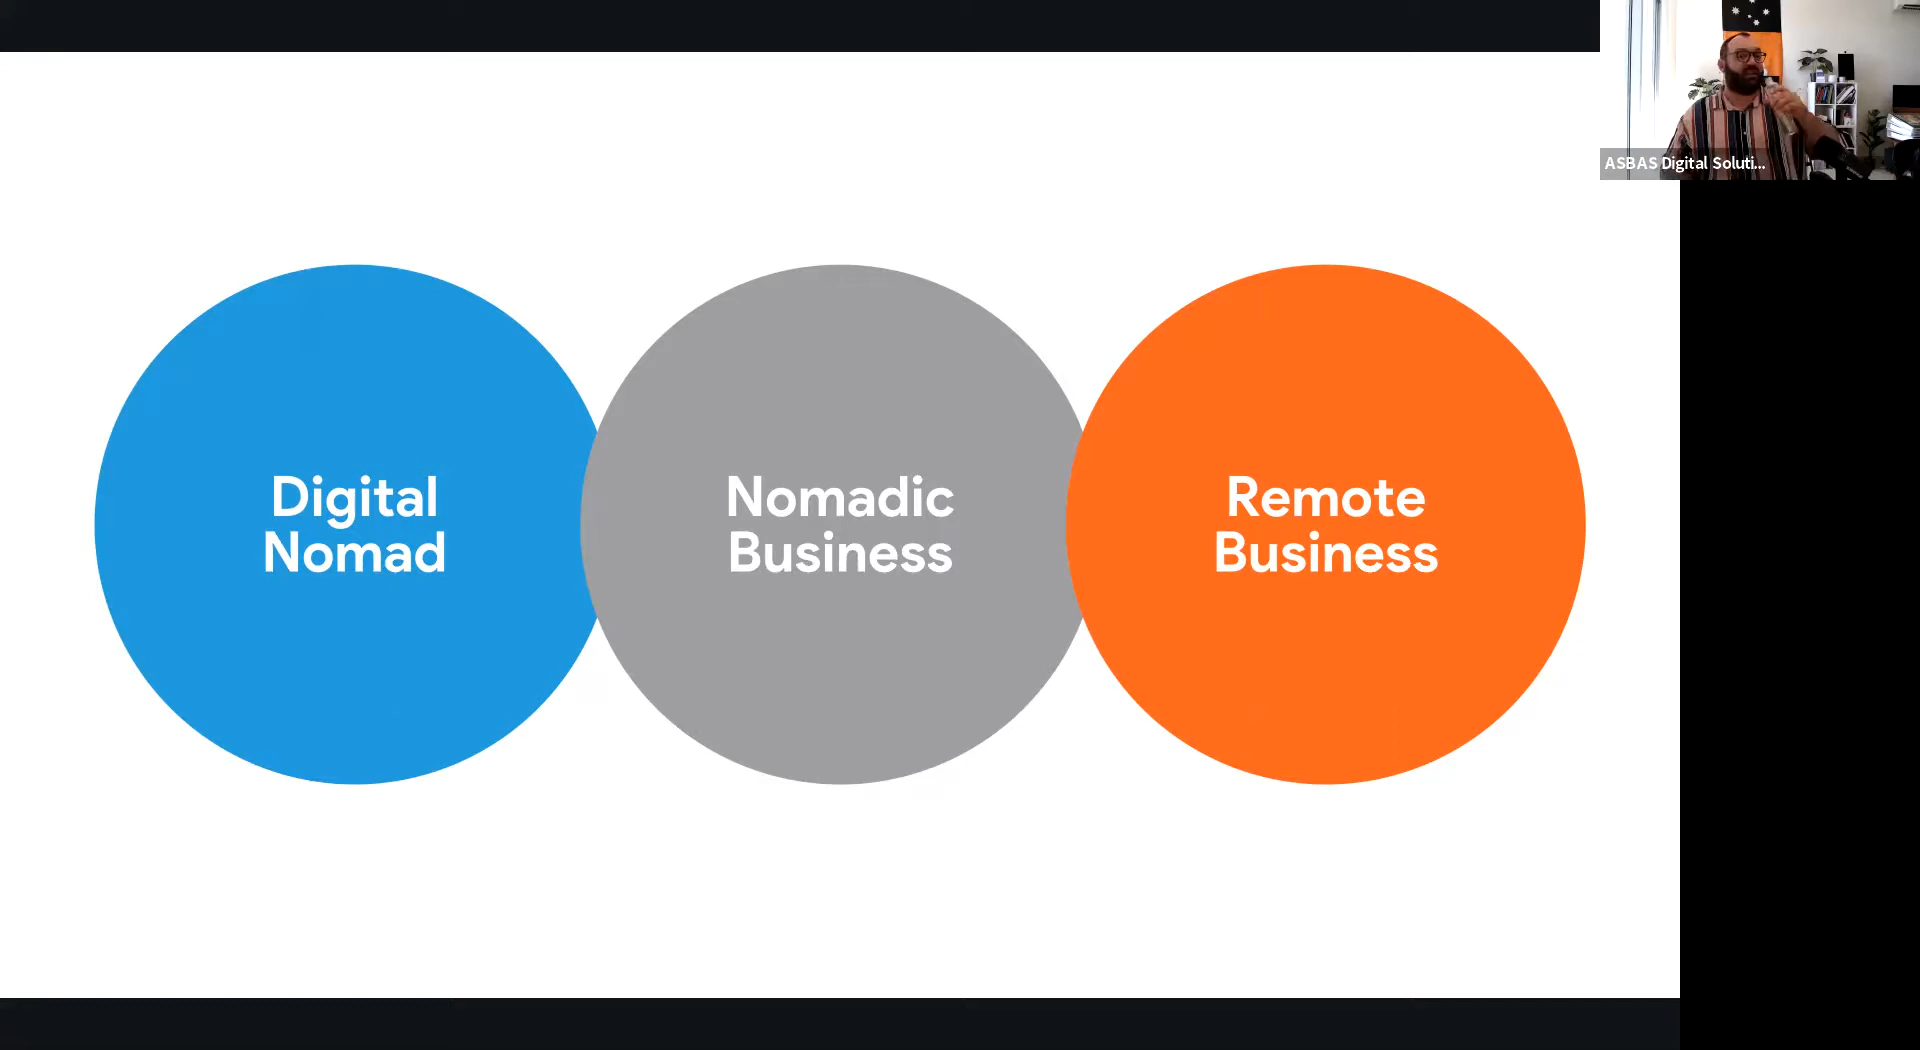 ASBAS Digital Soluti...
Digital
Nomad
Nomadic
Business
Remote
Business